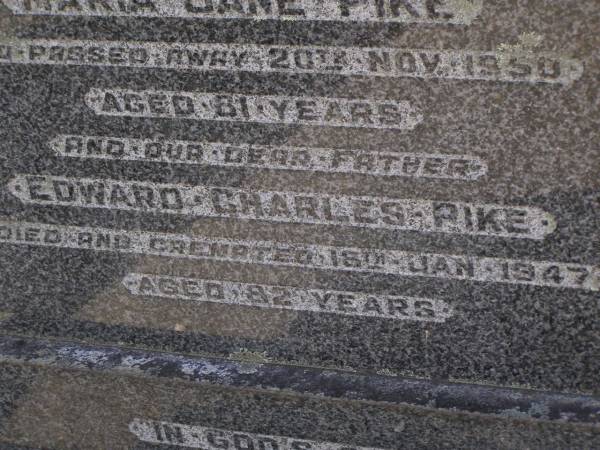 MARIA JANE PIKE
PASSED AWAY 20TH NOV. 1950
AGED 81 YEARS
AND OUR DEAR FATHER
EDWARD CHARLES PIKE
DIED AND CREMATED 16TH JAN. 1947
AGED 82 YEARS
IN GOD'S